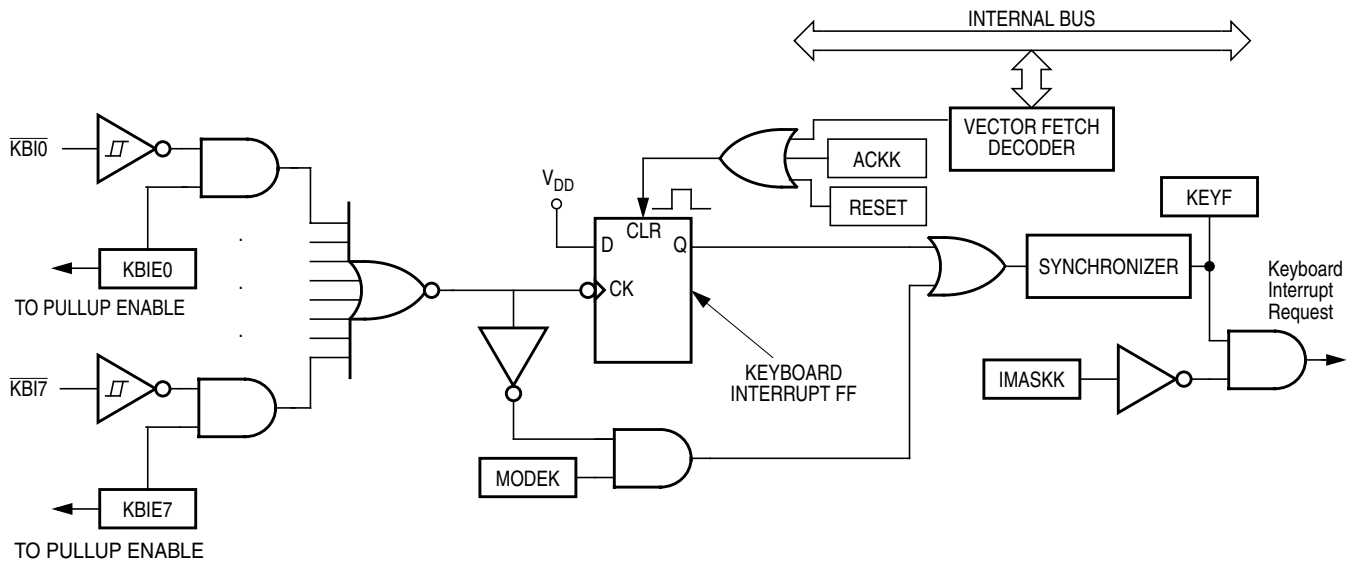 INTERNAL BUS
VECTOR FETCH
DECODER
ACKK
RESET
KBI0
KBIE0
TO PULLUP ENABLE
VDD
D
CLR
Q
CK
KEYBOARD
INTERRUPT FF
SYNCHRONIZER
KEYF
Keyboard
Interrupt
Request
IMASKK
KBI7
KBIE7
TO PULLUP ENABLE
MODEK